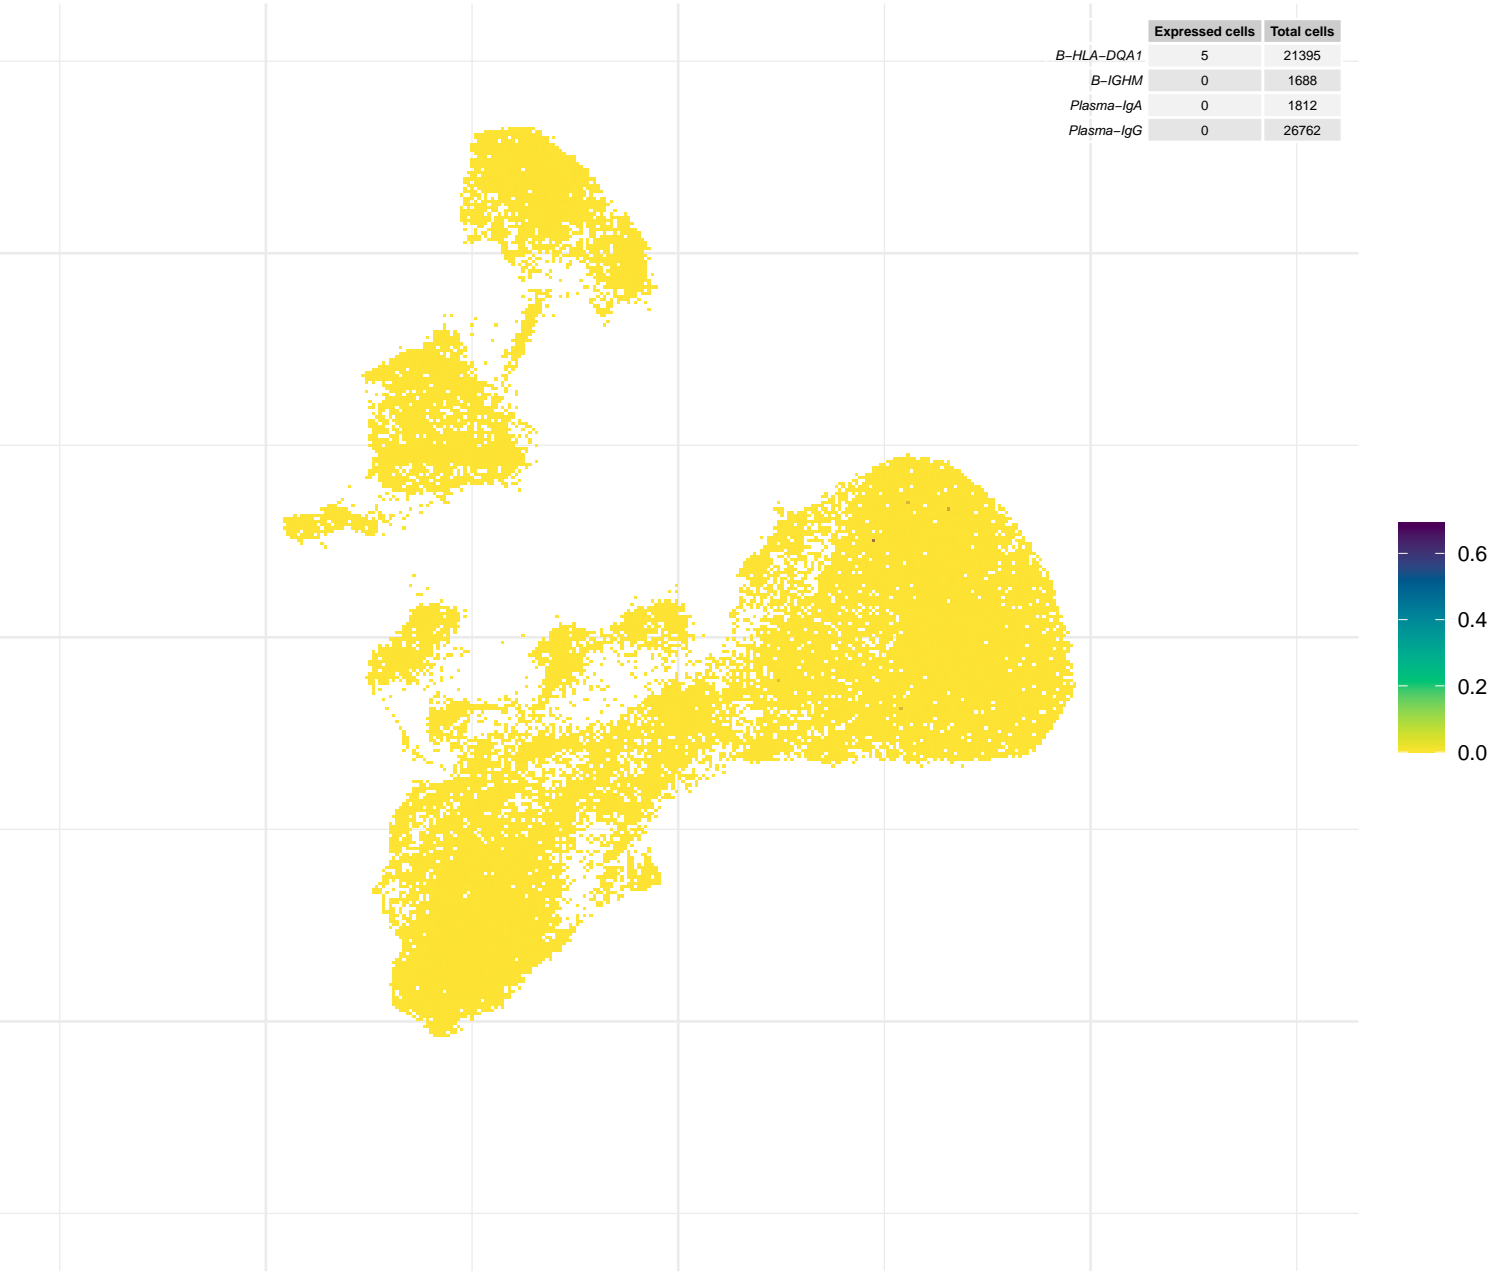 Expressed cells Total cells
B−HLA−DQA1 5 21395
B−IGHM 0 1688
Plasma−IgA 0 1812
Plasma−IgG 0 26762
0.6
0.4
0.2
0.0